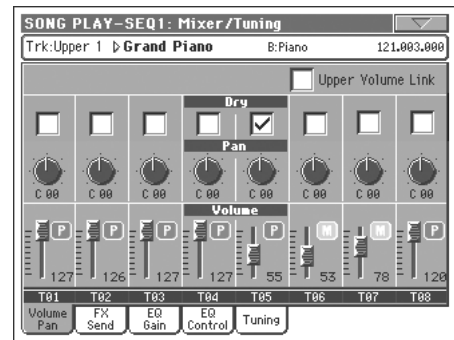 SONG PLAY-SEQ1: Mixer/Tuning
Trk:Upper 1 ▷Grand Piano B:Piano 121.003.000
Upper Volume Link
Dry
Pan
C 00 C 00 C 00 C 00 C 00 C 00 C 00 C 00
Volume
P P P P P M M P
127 126 127 127 55 53 78 120
T01 T02 T03 T04 T05 T06 T07 T08
Volume Pan FX Send EQ Gain EQ Control Tuning